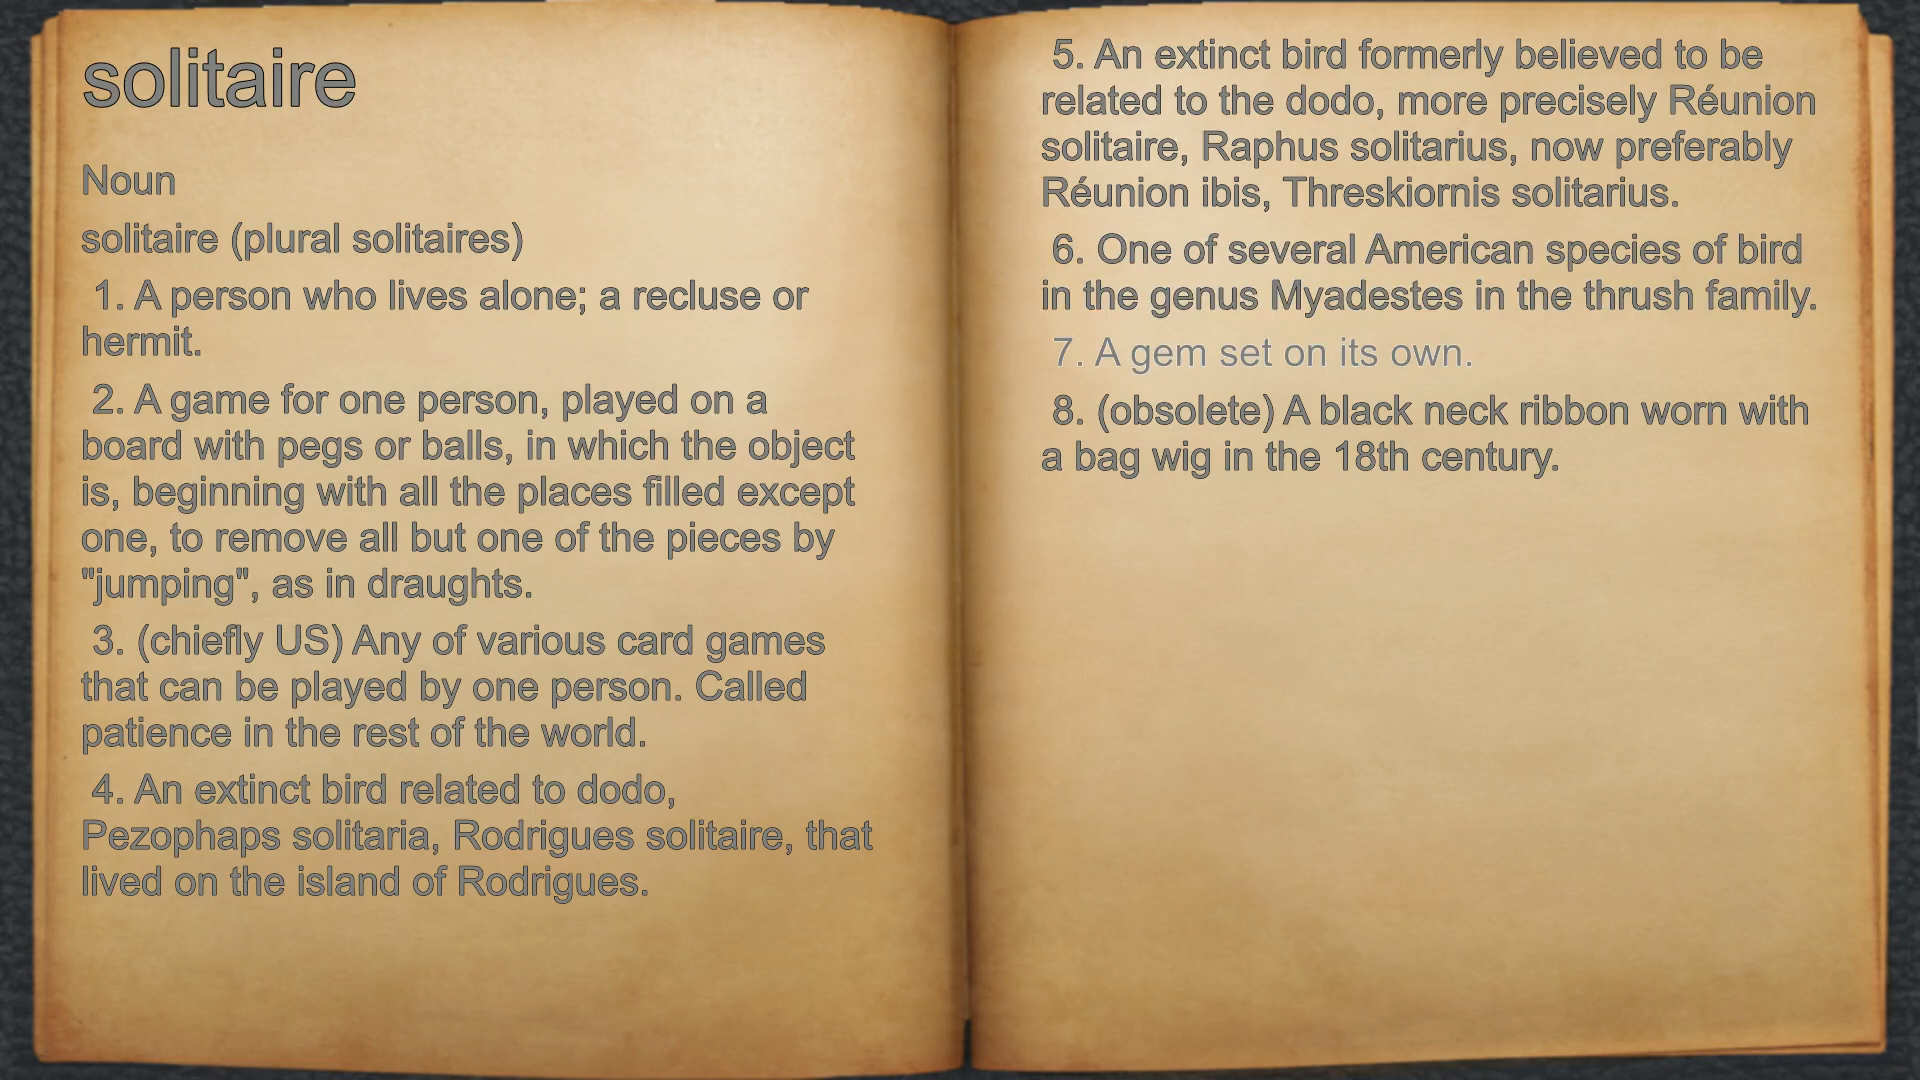 solitaire
Noun
solitaire (plural solitaires)
1. A person who lives alone; a recluse or
hermit.
2. A game for one person, played on a
board with pegs or balls, in which the object
is, beginning with all the places filled except
one, to remove all but one of the pieces by
"jumping", as in draughts.
3. (chiefly US) Any of various card games
that can be played by one person. Called
patience in the rest of the world.
4. An extinct bird related to dodo,
Pezophaps solitaria, Rodrigues solitaire, that
lived on the island of Rodrigues.
5. An extinct bird formerly believed to be
related to the dodo, more precisely Réunion
solitaire, Raphus solitarius, now preferably
Réunion ibis, Threskiornis solitarius.
6. One of several American species of bird
in the genus Myadestes in the thrush family.
7. A gem set on its own.
8. (obsolete) A black neck ribbon worn with
a bag wig in the 18th century.